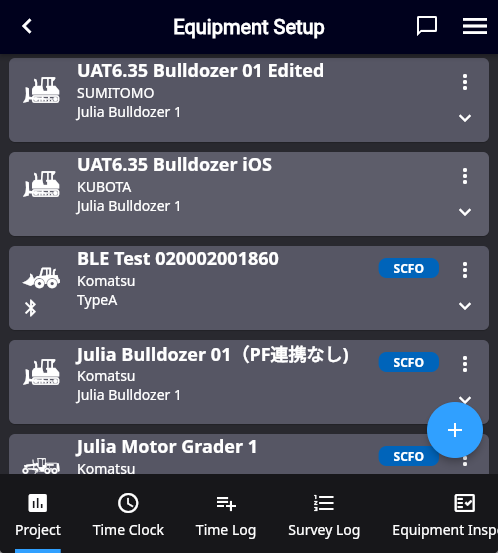 Equipment Setup
UAT6.35 Bulldozer 01 Edited
SUMITOMO
Julia Bulldozer 1
UAT6.35 Bulldozer iOS
KUBOTA
Julia Bulldozer 1
BLE Test 020002001860
SCFO
Komatsu
TypeA
Julia Bulldozer 01（PF連携なし)
SCFO
Komatsu
Julia Bulldozer 1
Julia Motor Grader 1
SCFO
Komatsu
Project Time Clock Time Log Survey Log Equipment Inspe